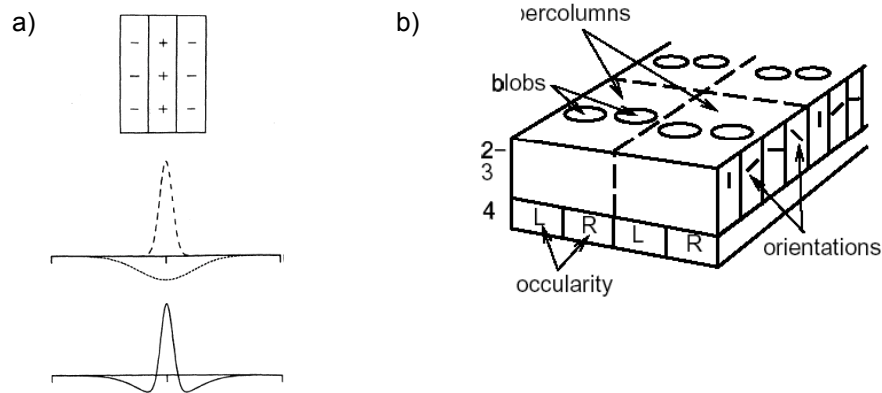 a)
− + −
− + −
− + −
b)
percolumns
blobs
2−
3
4
L R L R
orientations
occularity